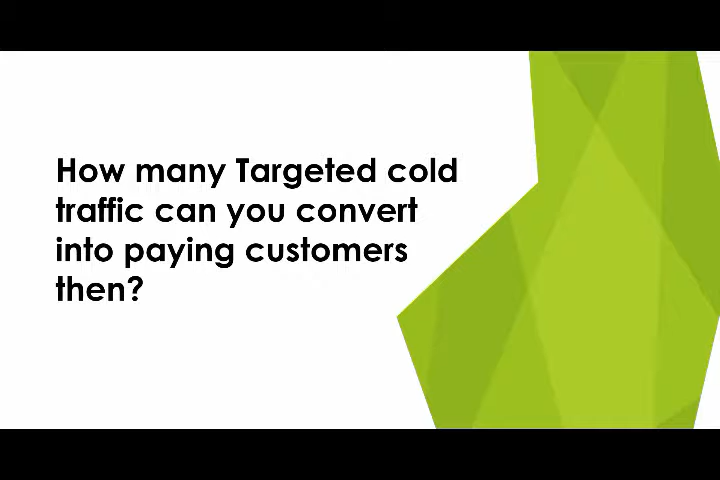 How many Targeted cold
traffic can you convert
into paying customers
then?